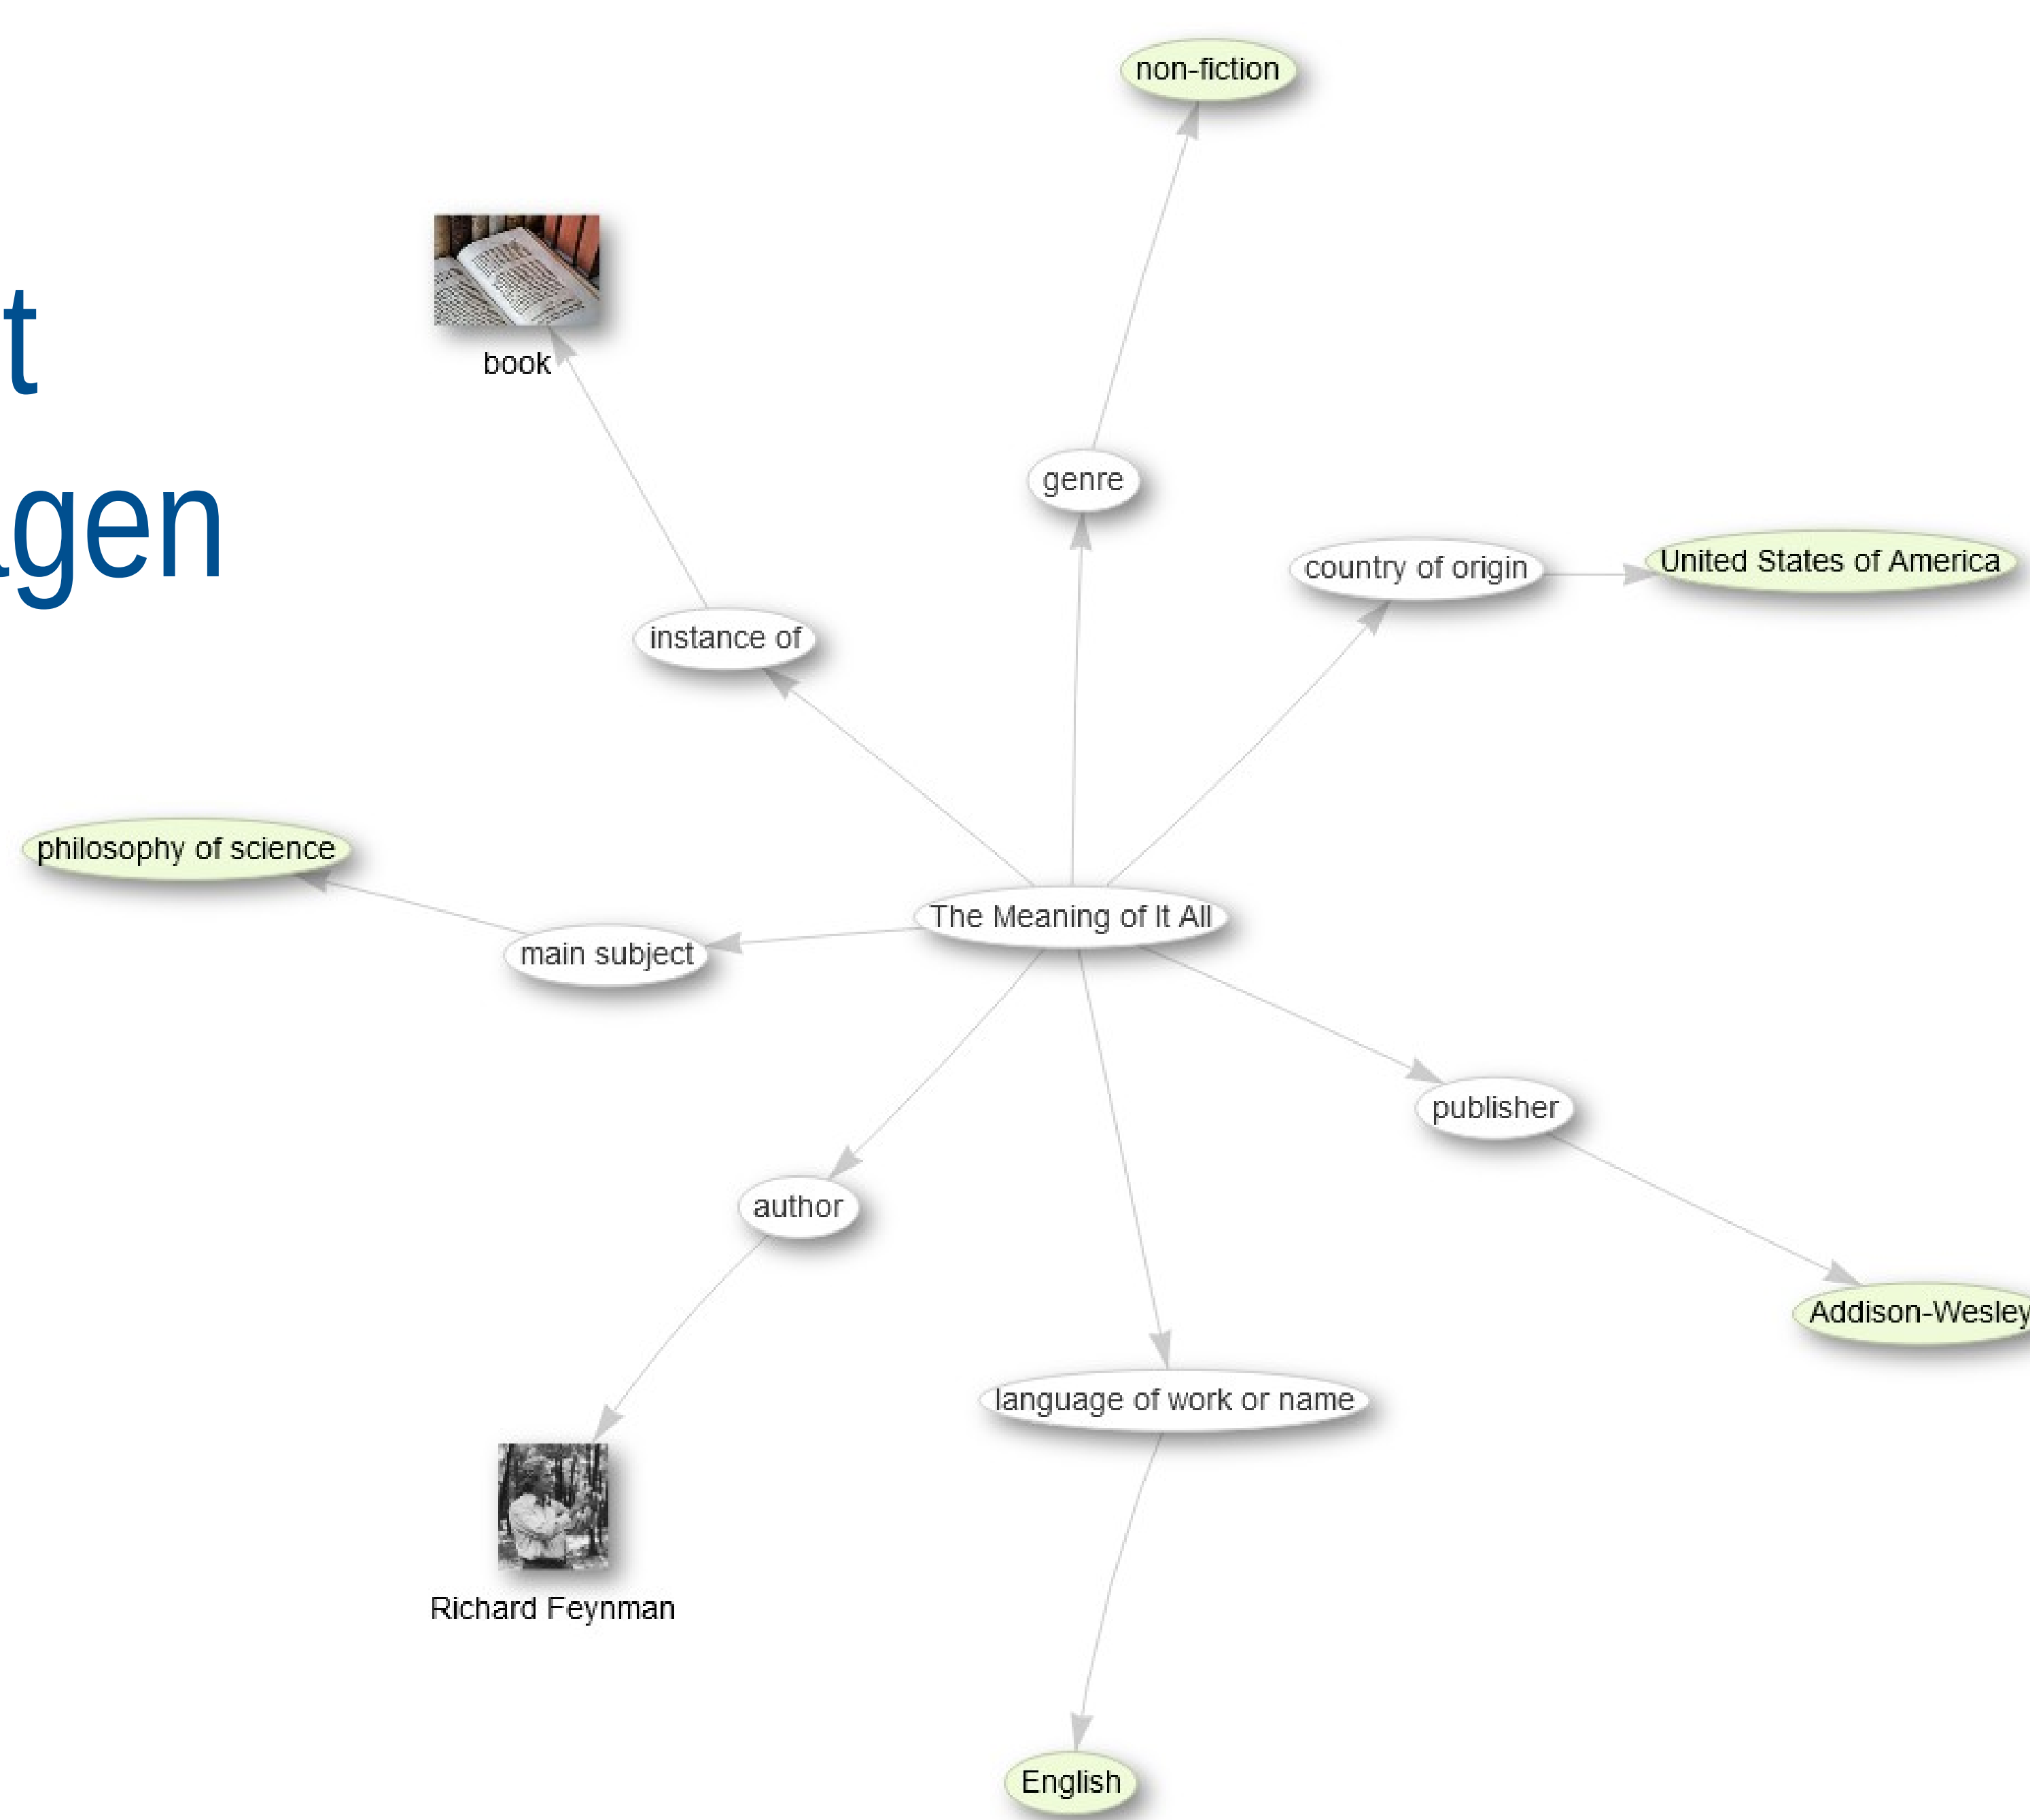 non-fiction
t
book
agen
genre
country of origin
United States of America
instance of
philosophy of science
The Meaning of It All
main subject
publisher
author
Addison-Wesley
language of work or name
Richard Feynman
English